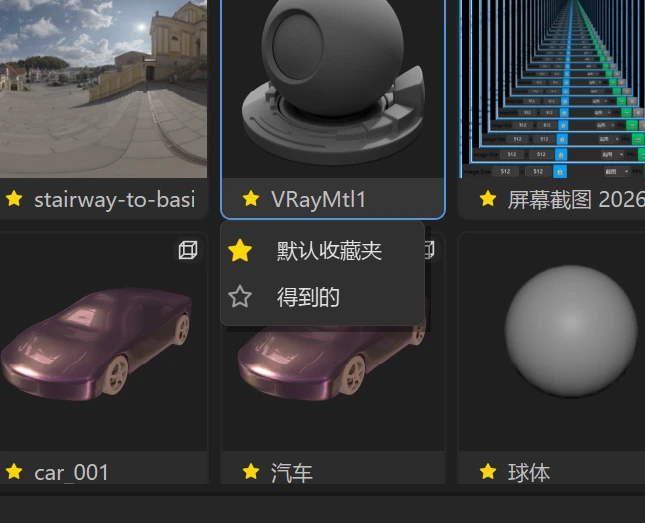 stairway-to-basi
VRayMtl1
屏幕截图 2026
默认收藏夹
得到的
car_001
汽车
球体